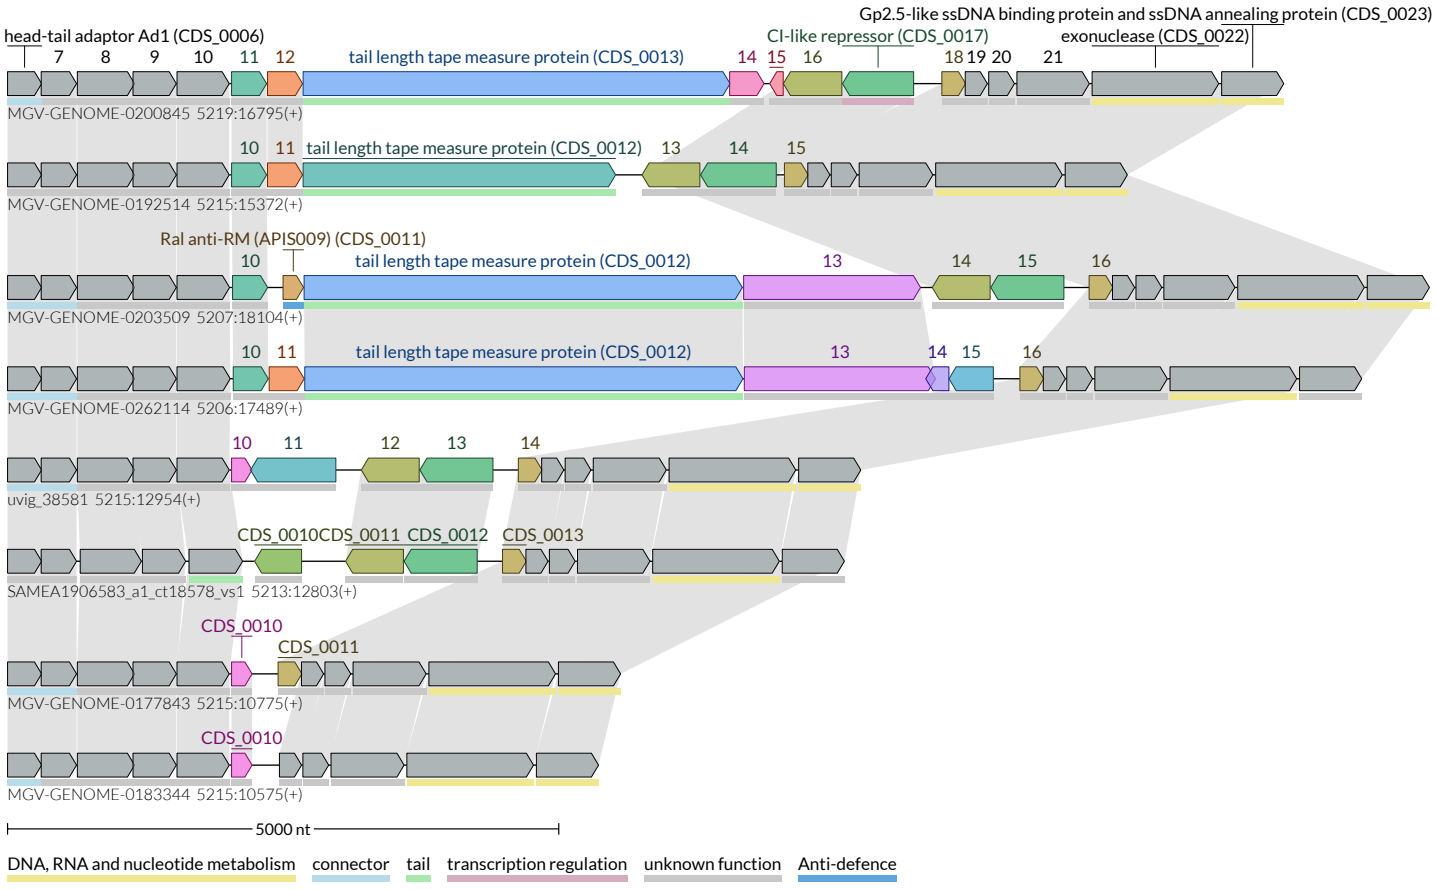 Gp2.5-like ssDNA binding protein and ssDNA annealing protein (CDS_0023)
head-tail adaptor Ad1 (CDS_0006) CI-like repressor (CDS_0017) exonuclease (CDS_0022)
7 8 9 10 11 12 tail length tape measure protein (CDS_0013) 14 15 16 18 19 20 21
MGV-GENOME-0200845 5219:16795(+)
10 11 tail length tape measure protein (CDS_0012) 13 14 15
MGV-GENOME-0192514 5215:15372(+)
Ral anti-RM (APIS009) (CDS_0011)
10 tail length tape measure protein (CDS_0012) 13 14 15 16
MGV-GENOME-0203509 5207:18104(+)
10 11 tail length tape measure protein (CDS_0012) 13 14 15 16
MGV-GENOME-0262114 5206:17489(+)
10 11 12 13 14
uvig_38581 5215:12954(+)
CDS_0010 CDS_0011 CDS_0012 CDS_0013
SAMEA1906583_a1_ct18578_vs1 5213:12803(+)
CDS_0010
CDS_0011
MGV-GENOME-0177843 5215:10775(+)
CDS_0010
MGV-GENOME-0183344 5215:10575(+)
5000 nt
DNA, RNA and nucleotide metabolism connector tail transcription regulation unknown function Anti-defence